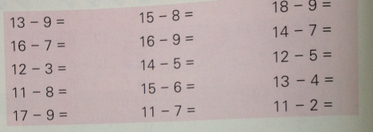 13 - 9 = 15 - 8 = 18 - 9 =
16 - 7 = 16 - 9 = 14 - 7 =
12 - 3 = 14 - 5 = 12 - 5 =
11 - 8 = 15 - 6 = 13 - 4 =
17 - 9 = 11 - 7 = 11 - 2 =